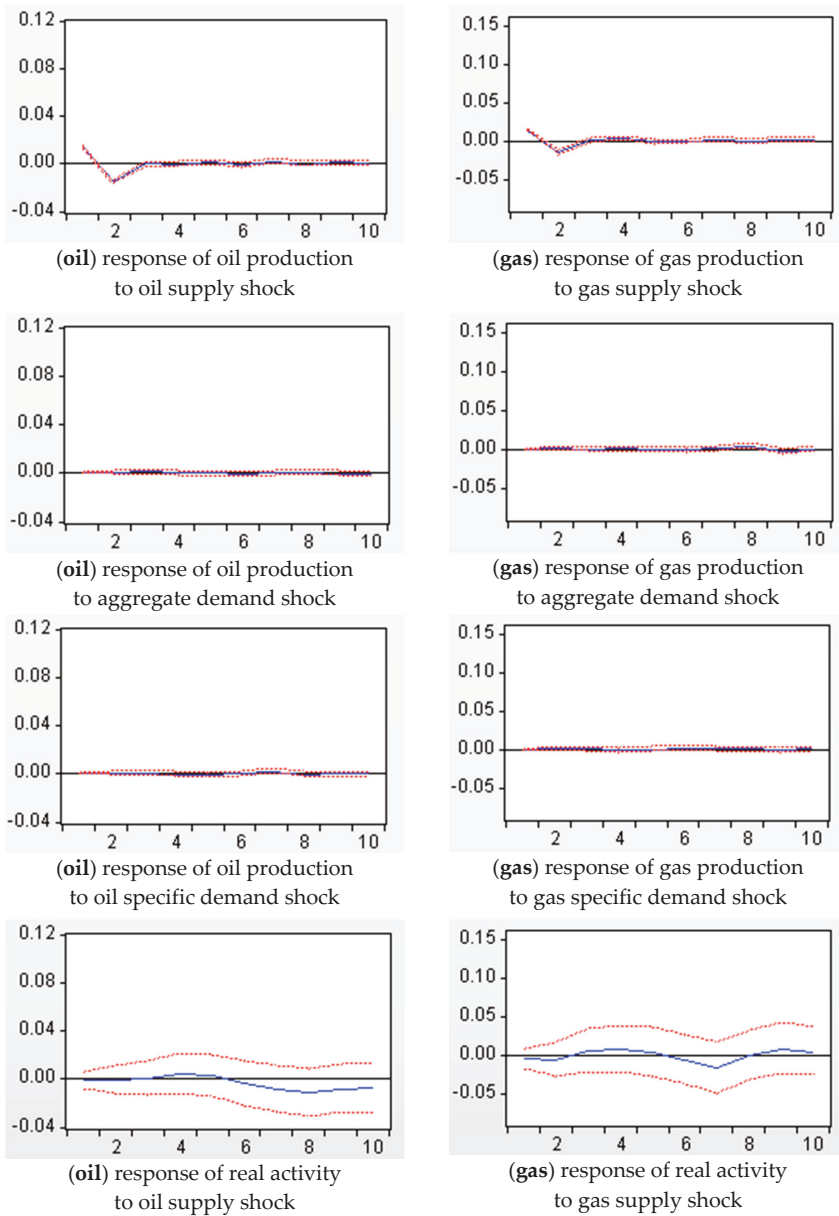 0.12
0.08
0.04
0.00
-0.04
2 4 6 8 10
(oil) response of oil production
to oil supply shock
0.15
0.10
0.05
0.00
-0.05
2 4 6 8 10
(gas) response of gas production
to gas supply shock
0.12
0.08
0.04
0.00
-0.04
2 4 6 8 10
(oil) response of oil production
to aggregate demand shock
0.15
0.10
0.05
0.00
-0.05
2 4 6 8 10
(gas) response of gas production
to aggregate demand shock
0.12
0.08
0.04
0.00
-0.04
2 4 6 8 10
(oil) response of oil production
to oil specific demand shock
0.15
0.10
0.05
0.00
-0.05
2 4 6 8 10
(gas) response of gas production
to gas specific demand shock
0.12
0.08
0.04
0.00
-0.04
2 4 6 8 10
(oil) response of real activity
to oil supply shock
0.15
0.10
0.05
0.00
-0.05
2 4 6 8 10
(gas) response of real activity
to gas supply shock